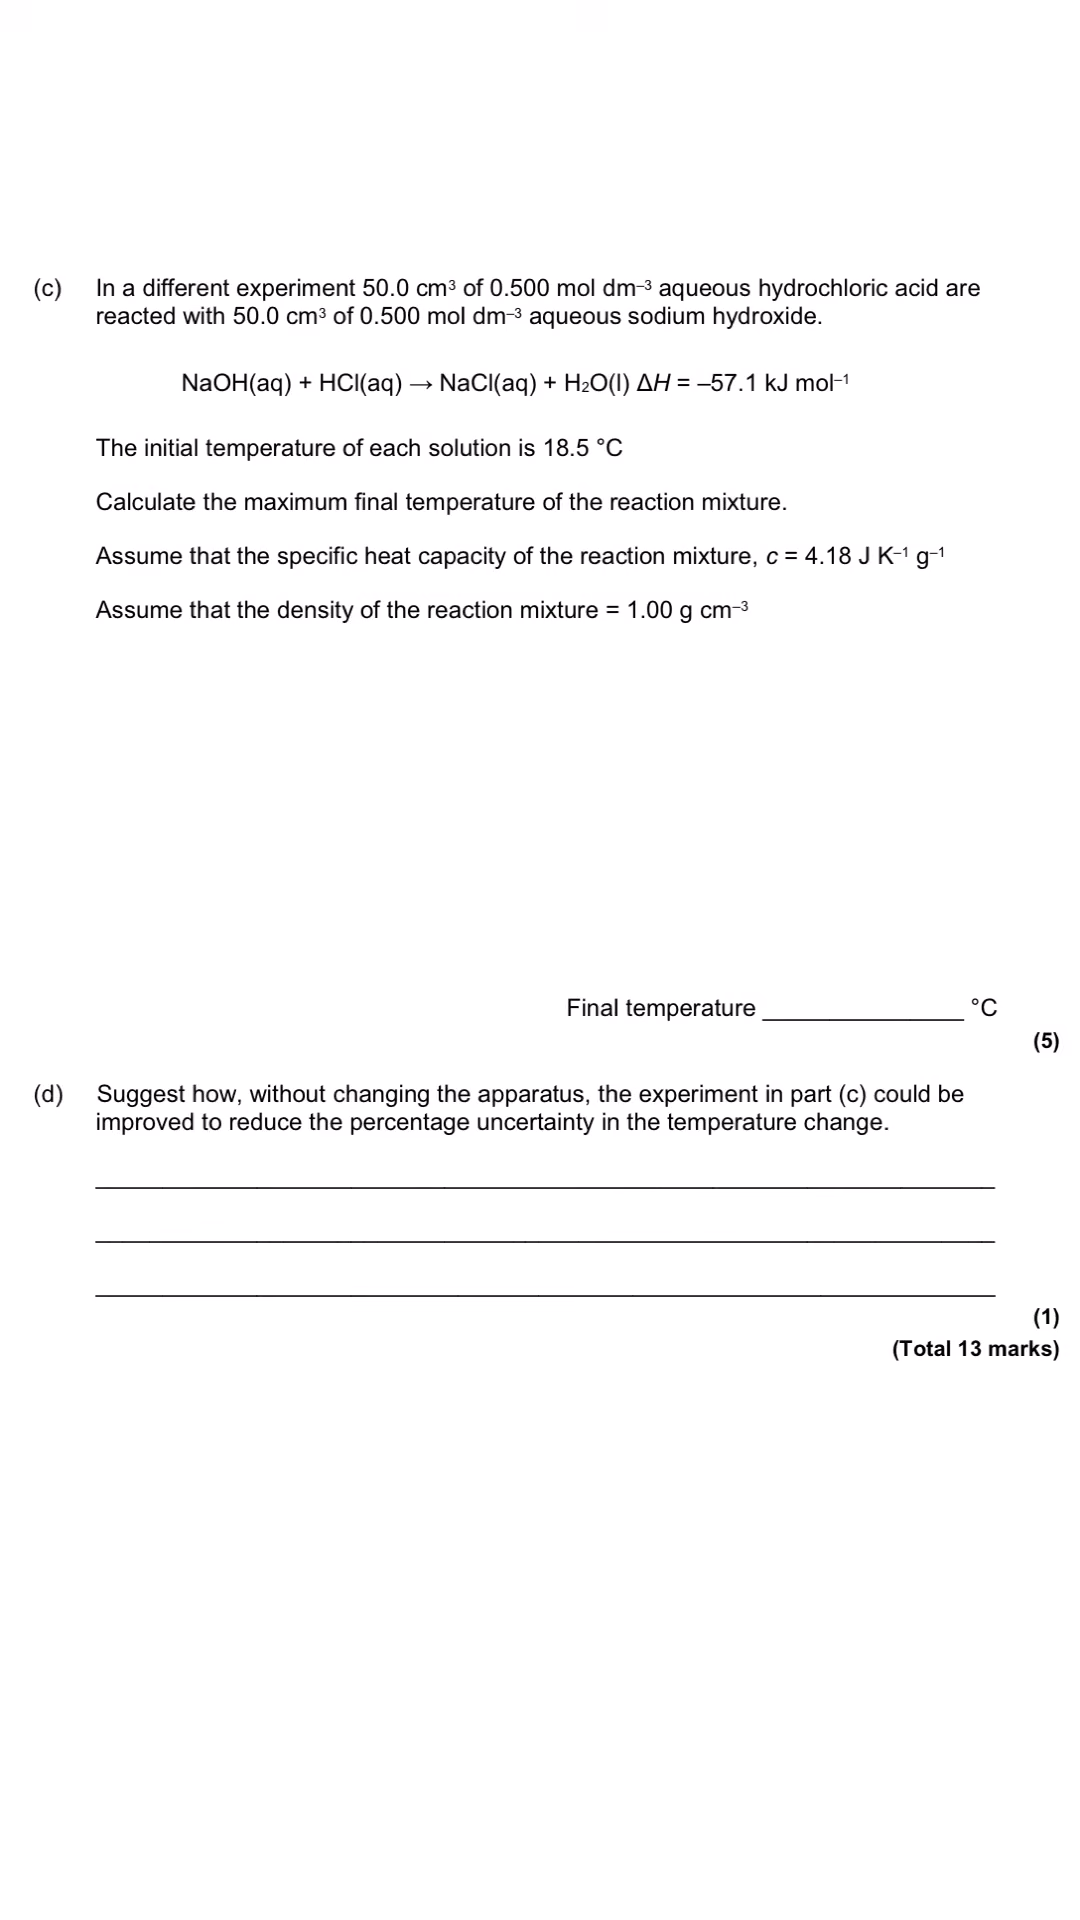 (c) In a different experiment 50.0 cm³ of 0.500 mol dm⁻³ aqueous hydrochloric acid are
reacted with 50.0 cm³ of 0.500 mol dm⁻³ aqueous sodium hydroxide.
NaOH(aq) + HCl(aq) → NaCl(aq) + H₂O(l) ΔH = –57.1 kJ mol⁻¹
The initial temperature of each solution is 18.5 °C
Calculate the maximum final temperature of the reaction mixture.
Assume that the specific heat capacity of the reaction mixture, c = 4.18 J K⁻¹ g⁻¹
Assume that the density of the reaction mixture = 1.00 g cm⁻³
Final temperature _______________ °C
(5)
(d) Suggest how, without changing the apparatus, the experiment in part (c) could be
improved to reduce the percentage uncertainty in the temperature change.
(1)
(Total 13 marks)